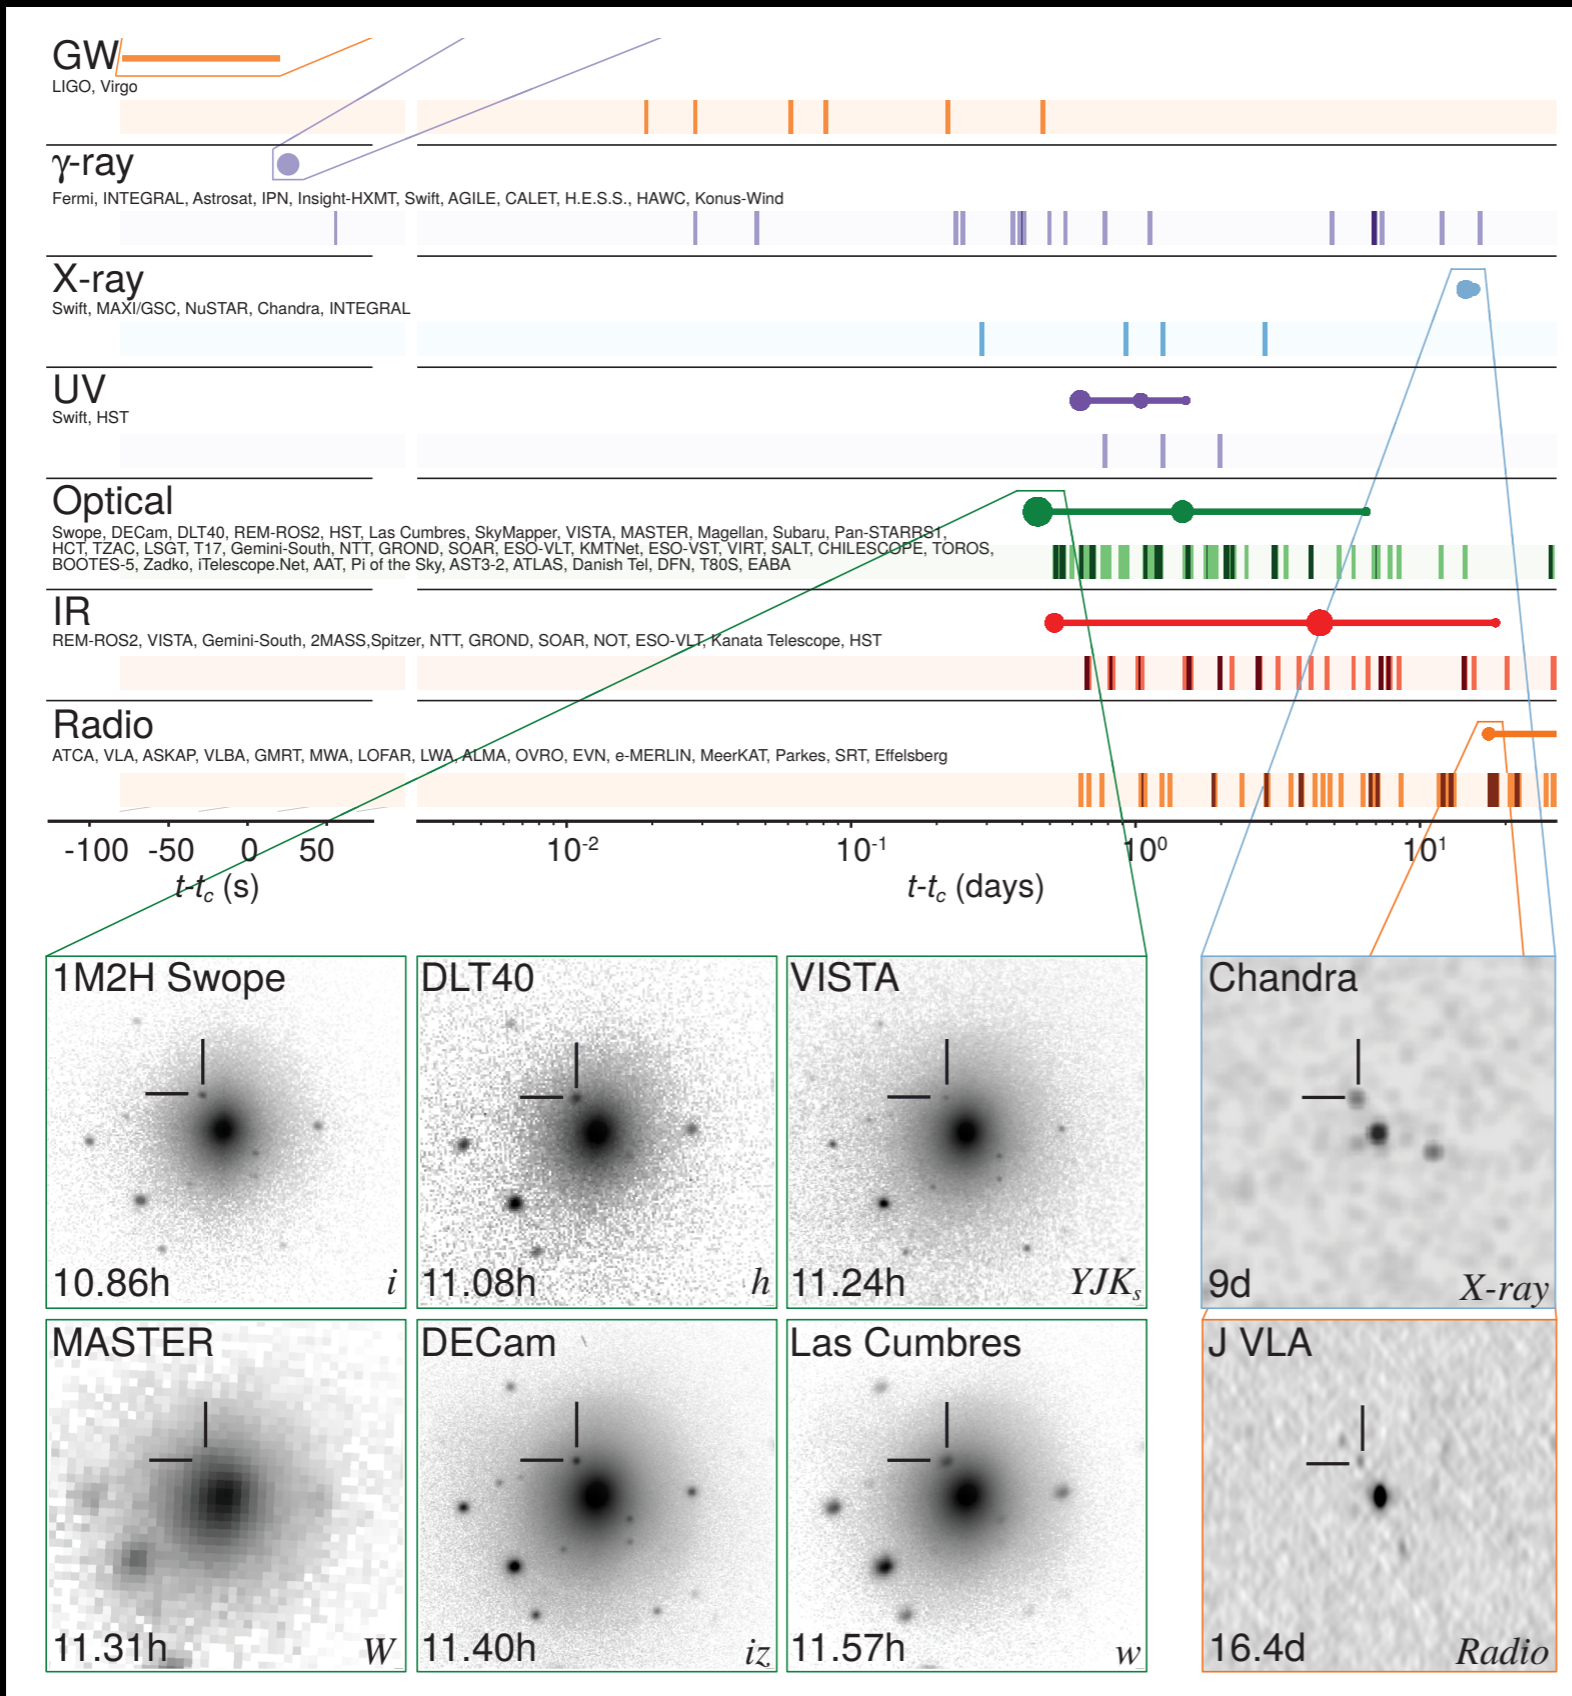 GW
LIGO, Virgo
γ-ray
Fermi, INTEGRAL, Astrosat, IPN, Insight-HXMT, Swift, AGILE, CALET, H.E.S.S., HAWC, Konus-Wind
X-ray
Swift, MAXI/GSC, NuSTAR, Chandra, INTEGRAL
UV
Swift, HST
Optical
Swope, DECam, DLT40, REM-ROS2, HST, Las Cumbres, SkyMapper, VISTA, MASTER, Magellan, Subaru, Pan-STARRS1,
HCT, TZAC, LSGT, T17, Gemini-South, NTT, GROND, SOAR, ESO-VLT, KMTNet, ESO-VST, VIRT, SALT, CHILESCOPE, TOROS,
BOOTES-5, Zadko, iTelescope.Net, AAT, Pi of the Sky, AST3-2, ATLAS, Danish Tel, DFN, T80S, EABA
IR
REM-ROS2, VISTA, Gemini-South, 2MASS,Spitzer, NTT, GROND, SOAR, NOT, ESO-VLT, Kanata Telescope, HST
Radio
ATCA, VLA, ASKAP, VLBA, GMRT, MWA, LOFAR, LWA, ALMA, OVRO, EVN, e-MERLIN, MeerKAT, Parkes, SRT, Effelsberg
-100 -50 0 50 10⁻² 10⁻¹ 10⁰ 10¹
t-t_c (s) t-t_c (days)
1M2H Swope DLT40 VISTA Chandra
10.86h i 11.08h h 11.24h YJKₛ 9d X-ray
MASTER DECam Las Cumbres J VLA
11.31h W 11.40h iz 11.57h w 16.4d Radio